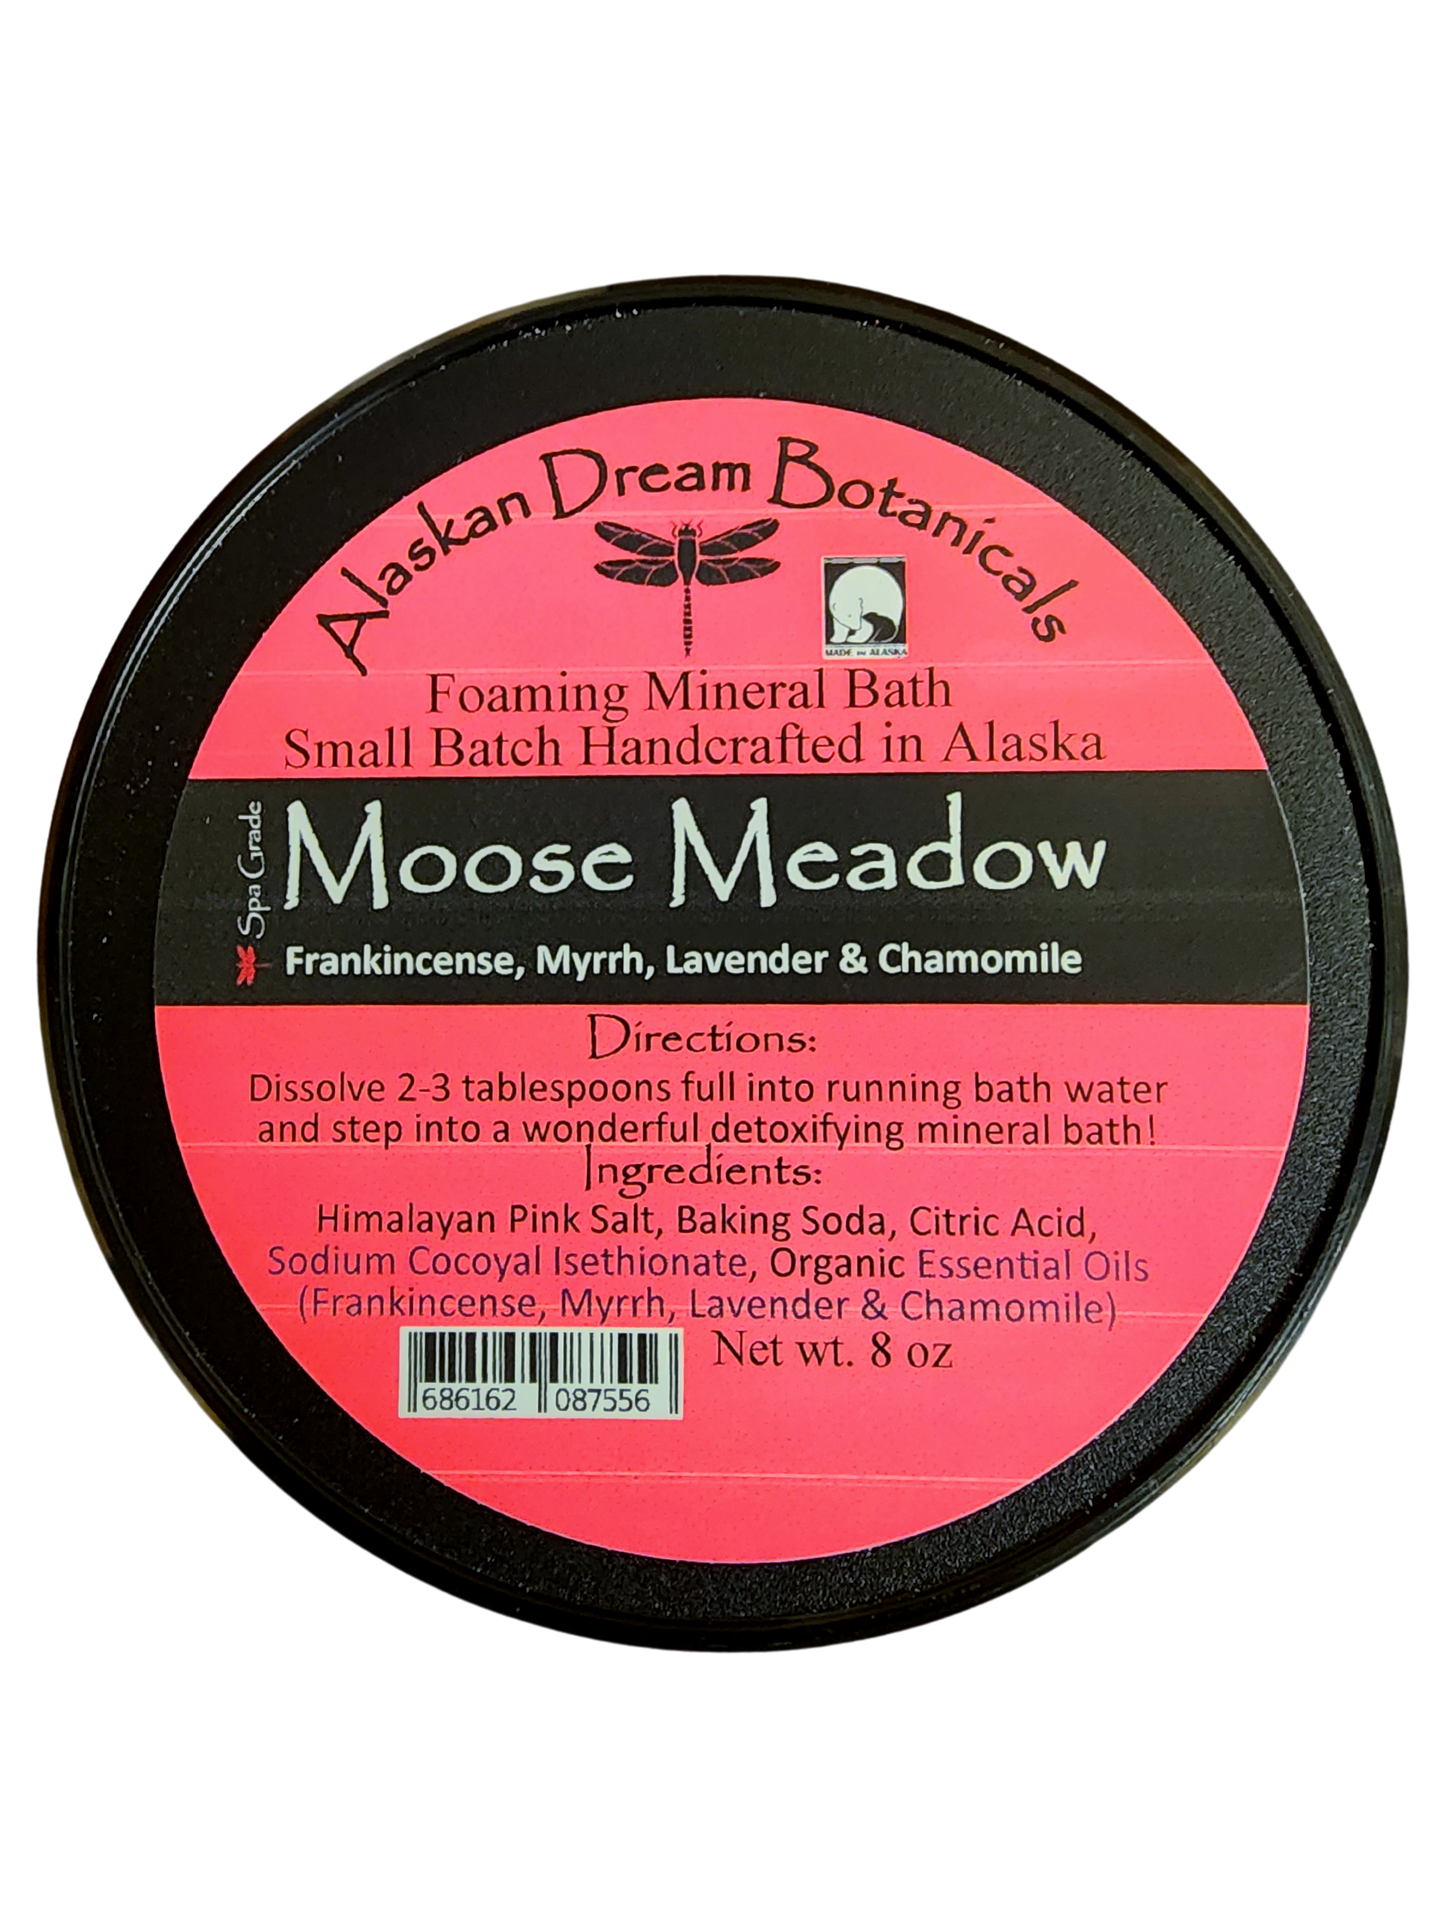 Alaskan Dream Botanicals
MADE IN ALASKA
Foaming Mineral Bath
Small Batch Handcrafted in Alaska
Spa Grade
Moose Meadow
Frankincense, Myrrh, Lavender & Chamomile
Directions:
Dissolve 2-3 tablespoons full into running bath water
and step into a wonderful detoxifying mineral bath!
Ingredients:
Himalayan Pink Salt, Baking Soda, Citric Acid,
Sodium Cocoyal Isethionate, Organic Essential Oils
(Frankincense, Myrrh, Lavender & Chamomile)
Net wt. 8 oz
686162 087556